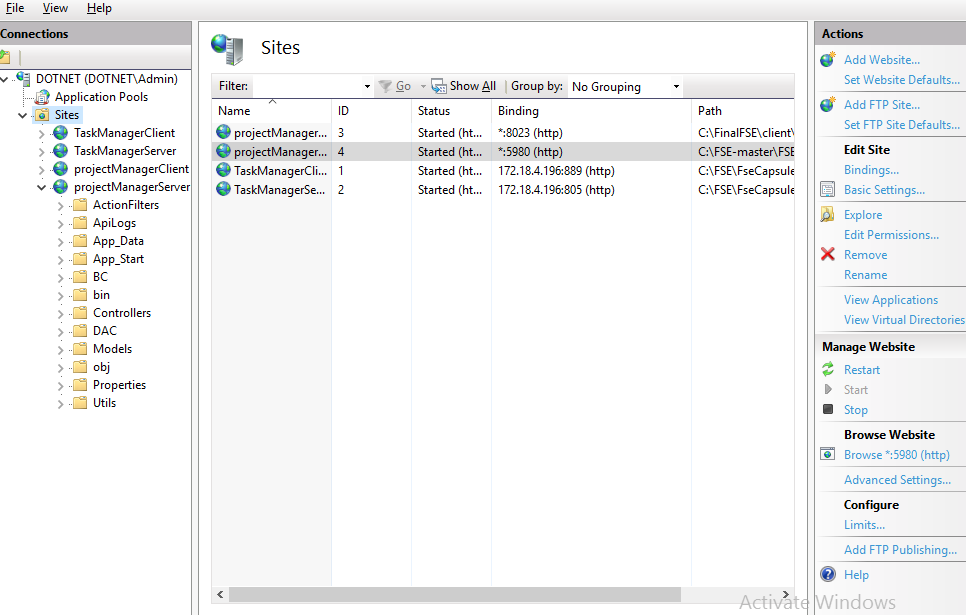 File View Help
Connections
DOTNET (DOTNET\Admin)
Application Pools
Sites
TaskManagerClient
TaskManagerServer
projectManagerClient
projectManagerServer
ActionFilters
ApiLogs
App_Data
App_Start
BC
bin
Controllers
DAC
Models
obj
Properties
Utils
Sites
Filter: Go Show All Group by: No Grouping
Name ID Status Binding Path
projectManager... 3 Started (ht... *:8023 (http) C:\FinalFSE\client\
projectManager... 4 Started (ht... *:5980 (http) C:\FSE-master\FSE
TaskManagerCli... 1 Started (ht... 172.18.4.196:889 (http) C:\FSE\FseCapsule
TaskManagerSe... 2 Started (ht... 172.18.4.196:805 (http) C:\FSE\FseCapsule
Actions
Add Website...
Set Website Defaults...
Add FTP Site...
Set FTP Site Defaults...
Edit Site
Bindings...
Basic Settings...
Explore
Edit Permissions...
Remove
Rename
View Applications
View Virtual Directories
Manage Website
Restart
Start
Stop
Browse Website
Browse *:5980 (http)
Advanced Settings...
Configure
Limits...
Add FTP Publishing...
Help
Activate Windows